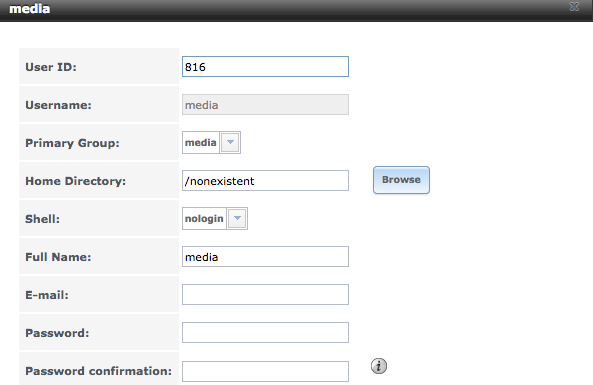 media
User ID: 816
Username: media
Primary Group: media
Home Directory: /nonexistent Browse
Shell: nologin
Full Name: media
E-mail:
Password:
Password confirmation: i